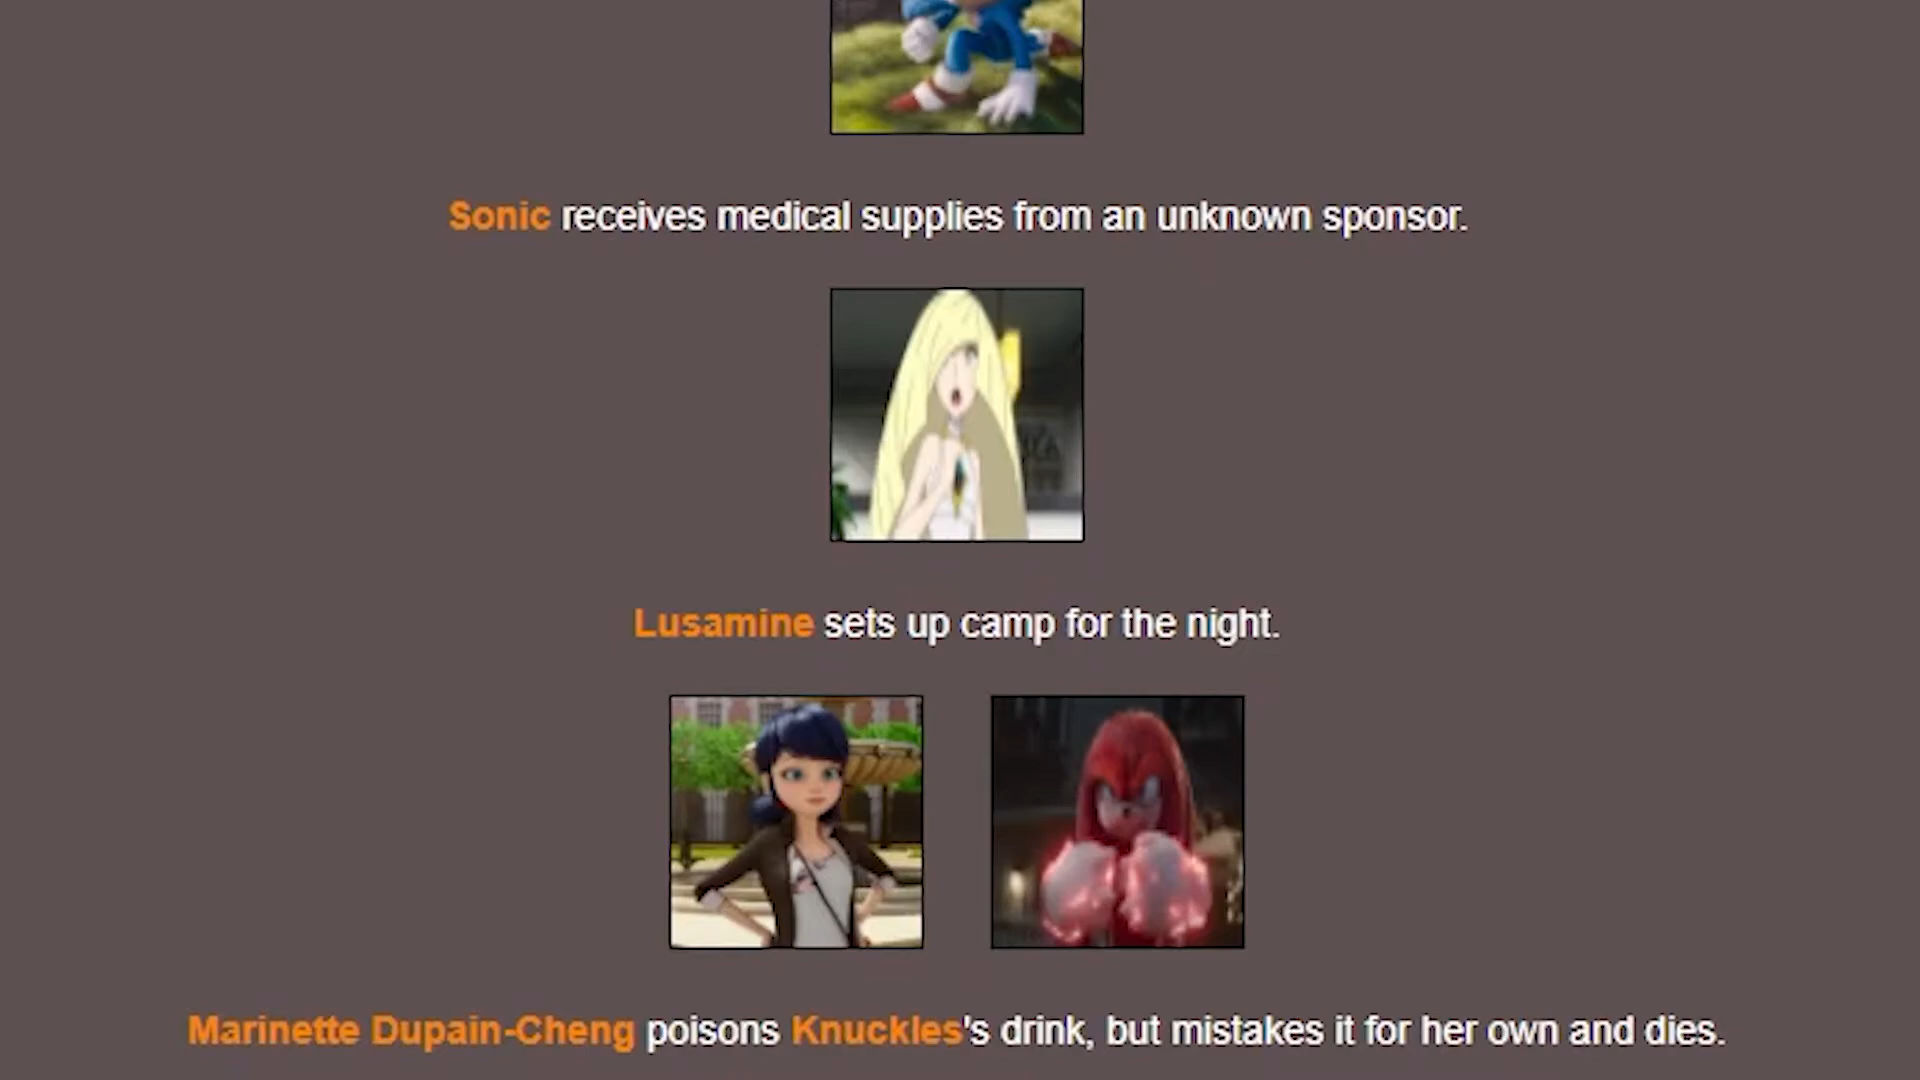 Sonic receives medical supplies from an unknown sponsor.
Lusamine sets up camp for the night.
Marinette Dupain-Cheng poisons Knuckles's drink, but mistakes it for her own and dies.